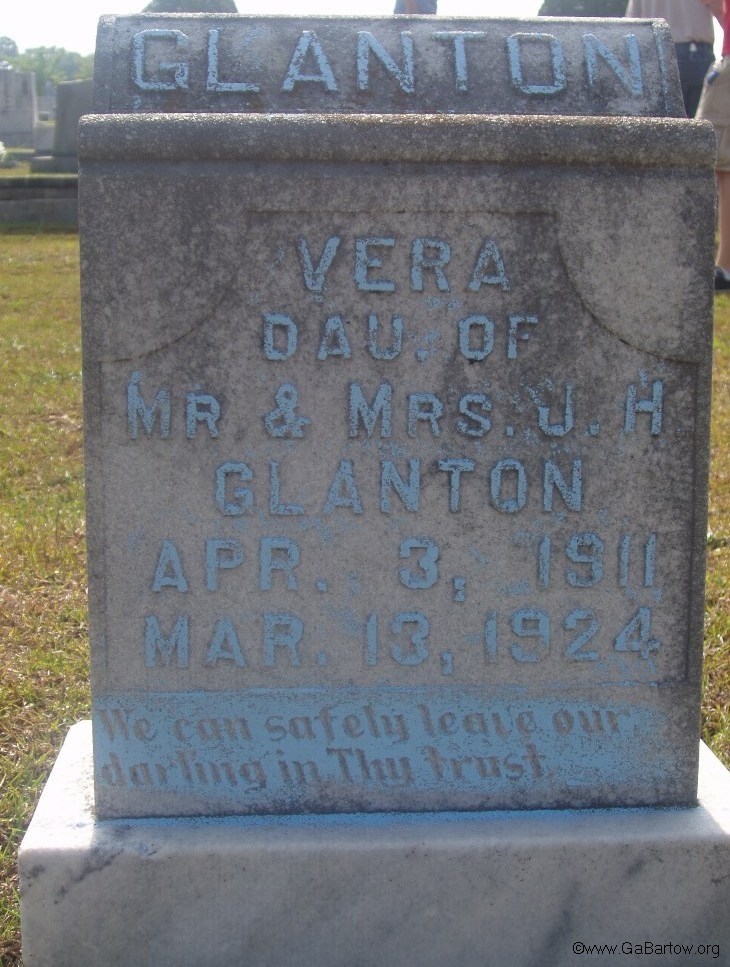 GLANTON
VERA
DAU. OF
MR & MRS. J. H
GLANTON
APR. 3, 1911
MAR. 13, 1924
We can safely leave our
darling in Thy trust.
©www.GaBartow.org